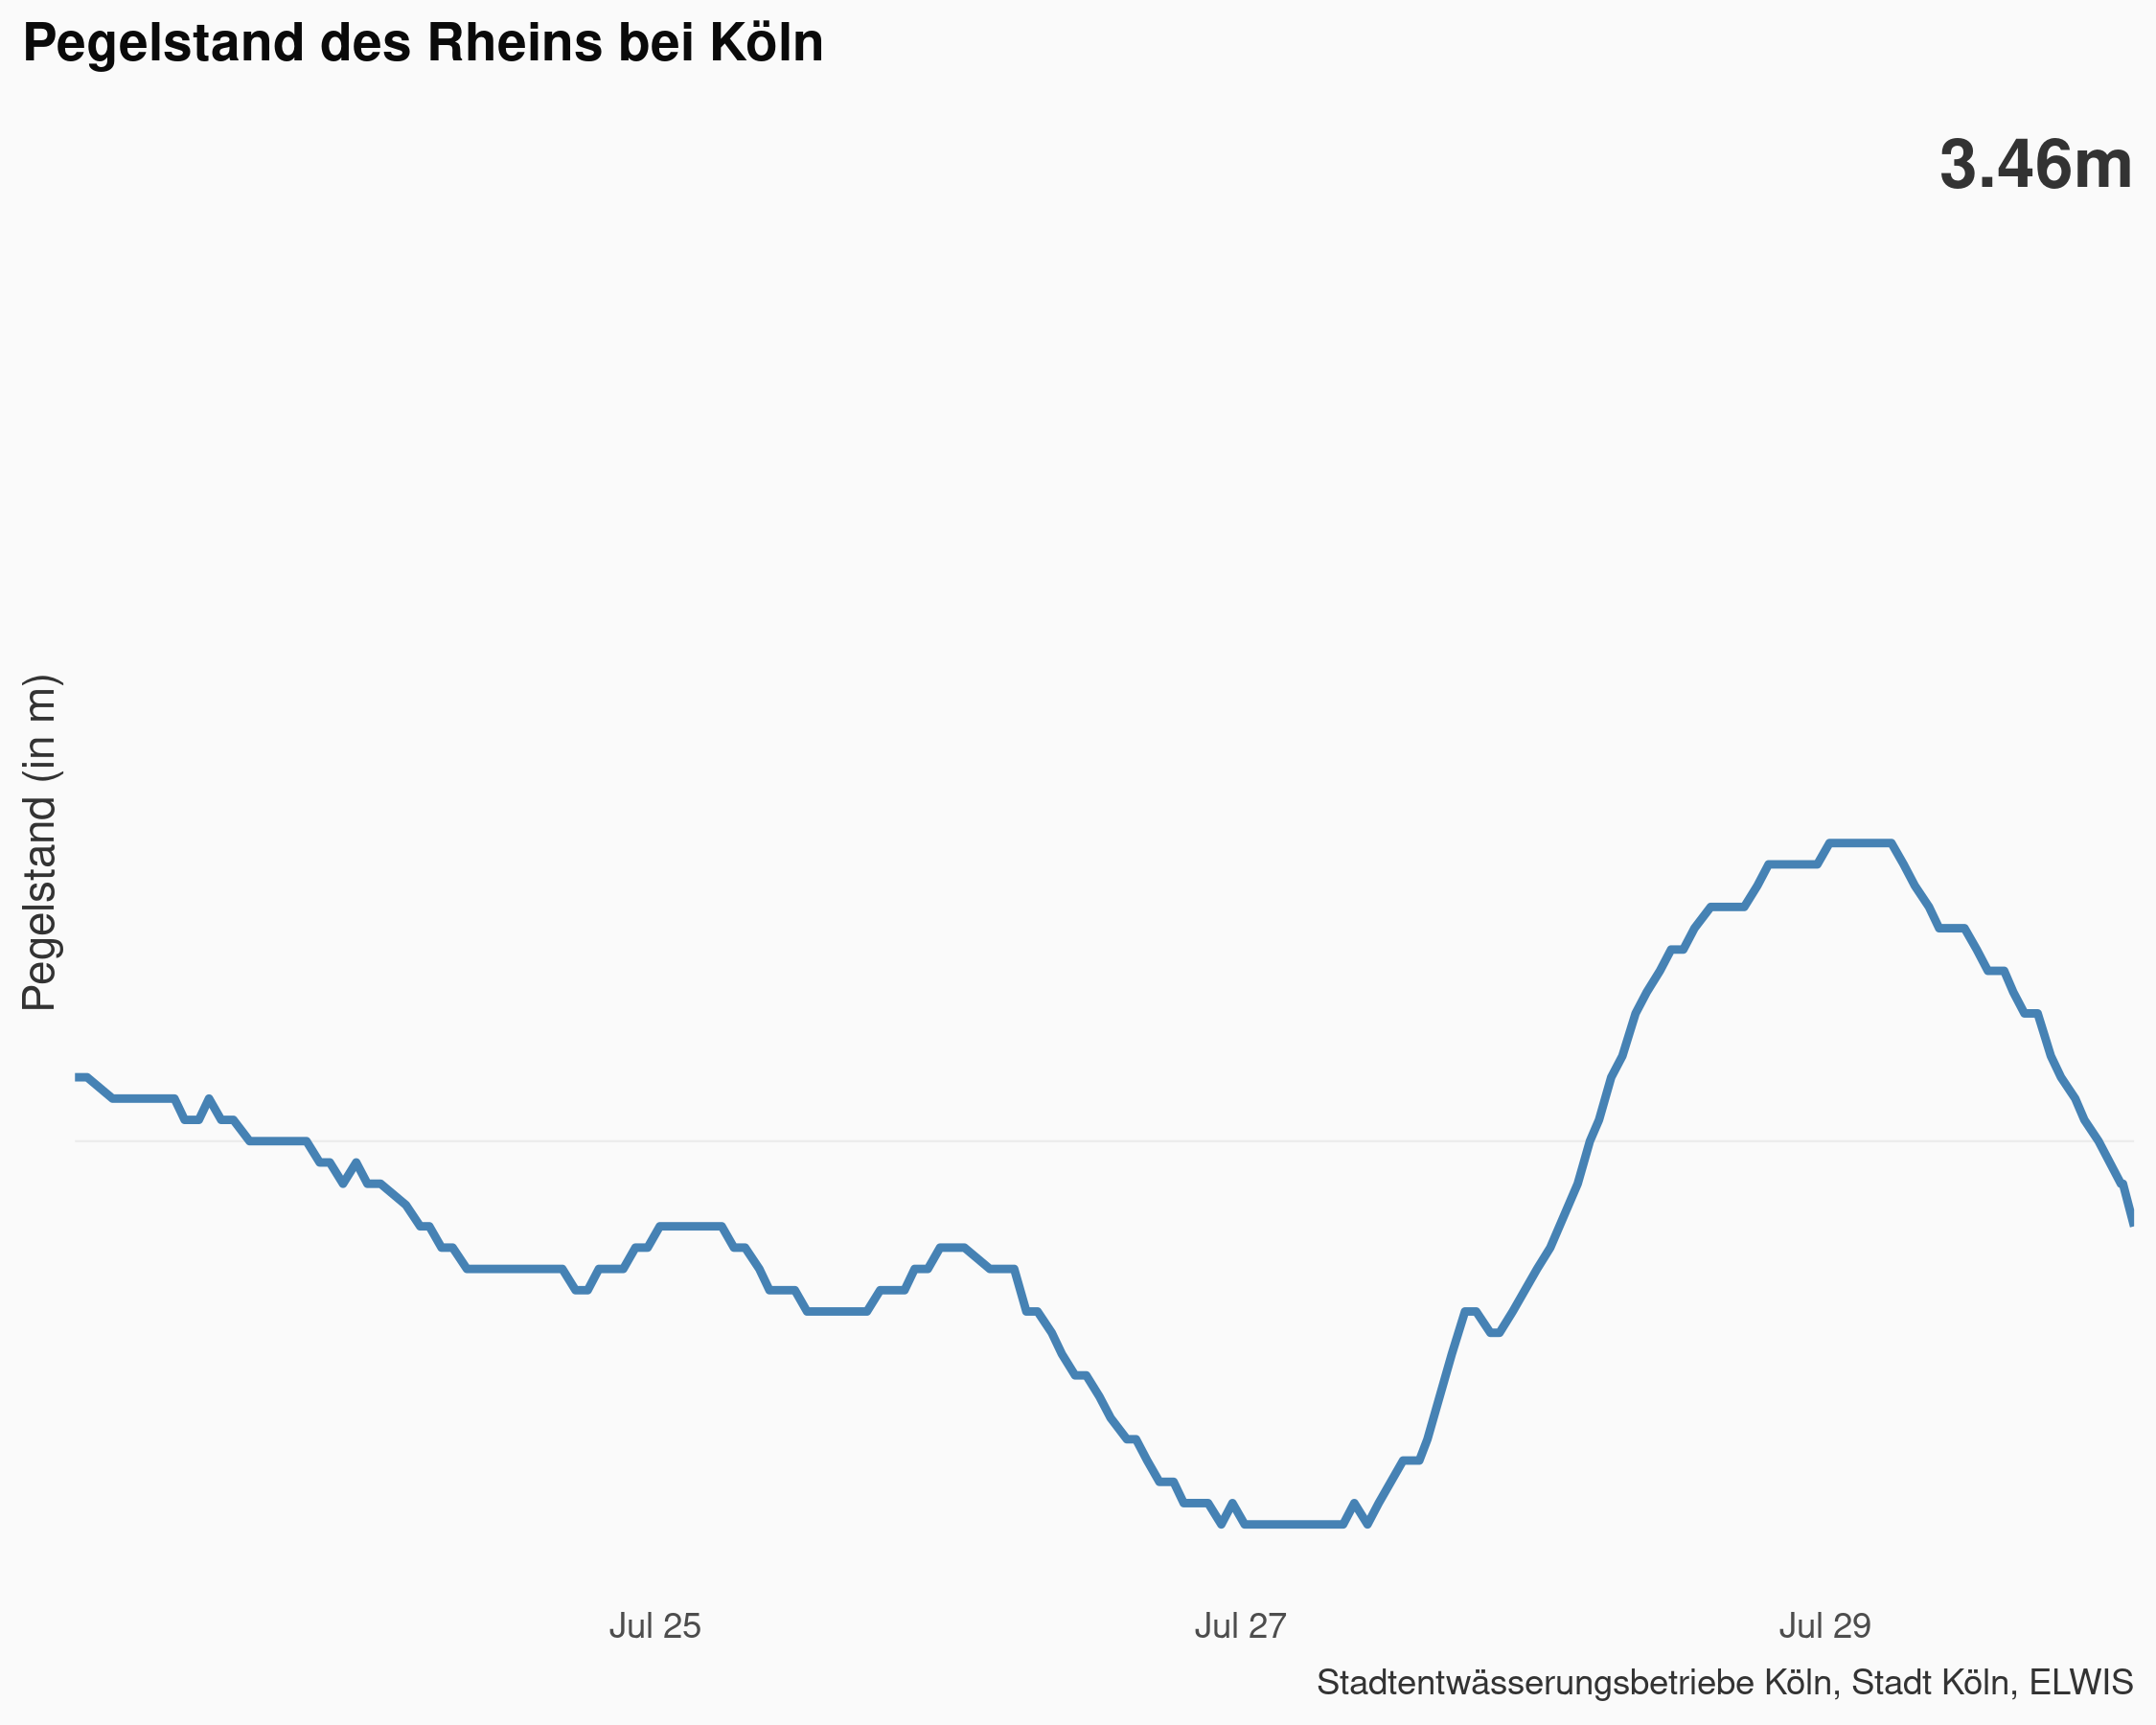 Pegelstand des Rheins bei Köln
3.46m
Pegelstand (in m)
Jul 25
Jul 27
Jul 29
Stadtentwässerungsbetriebe Köln, Stadt Köln, ELWIS